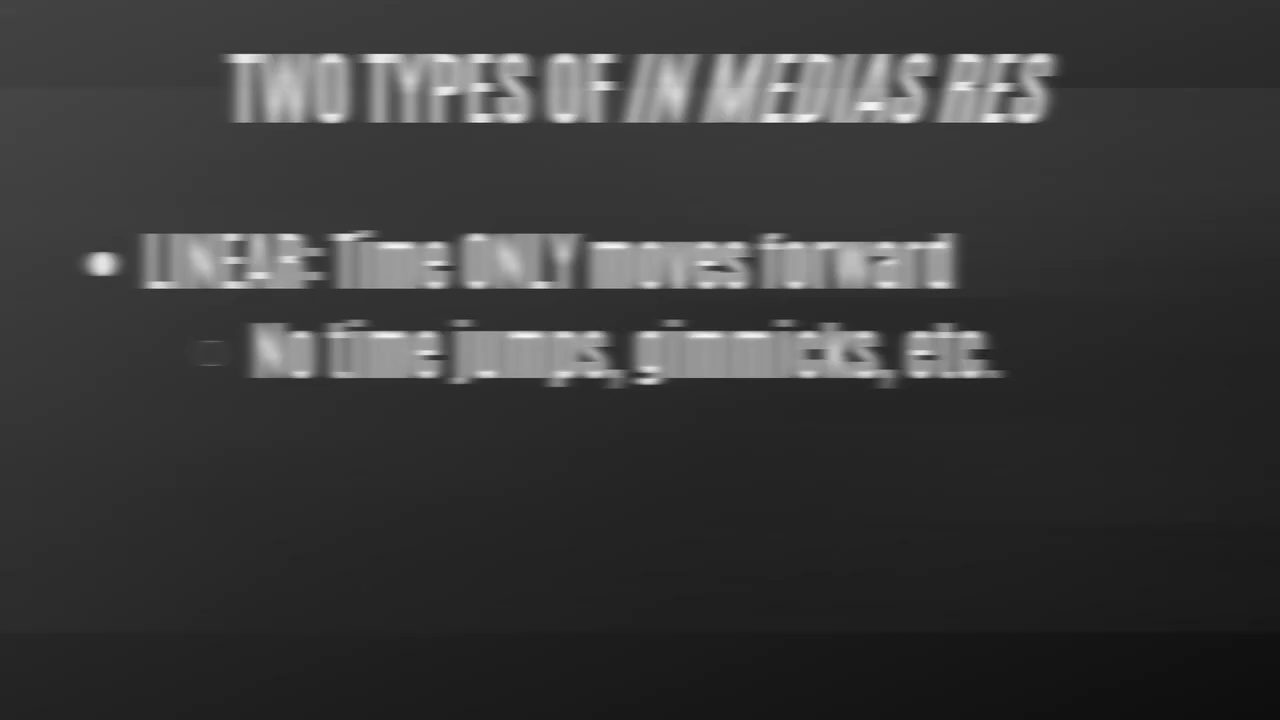 TWO TYPES OF IN MEDIAS RES
LINEAR: Time ONLY moves forward
No time jumps, gimmicks, etc.